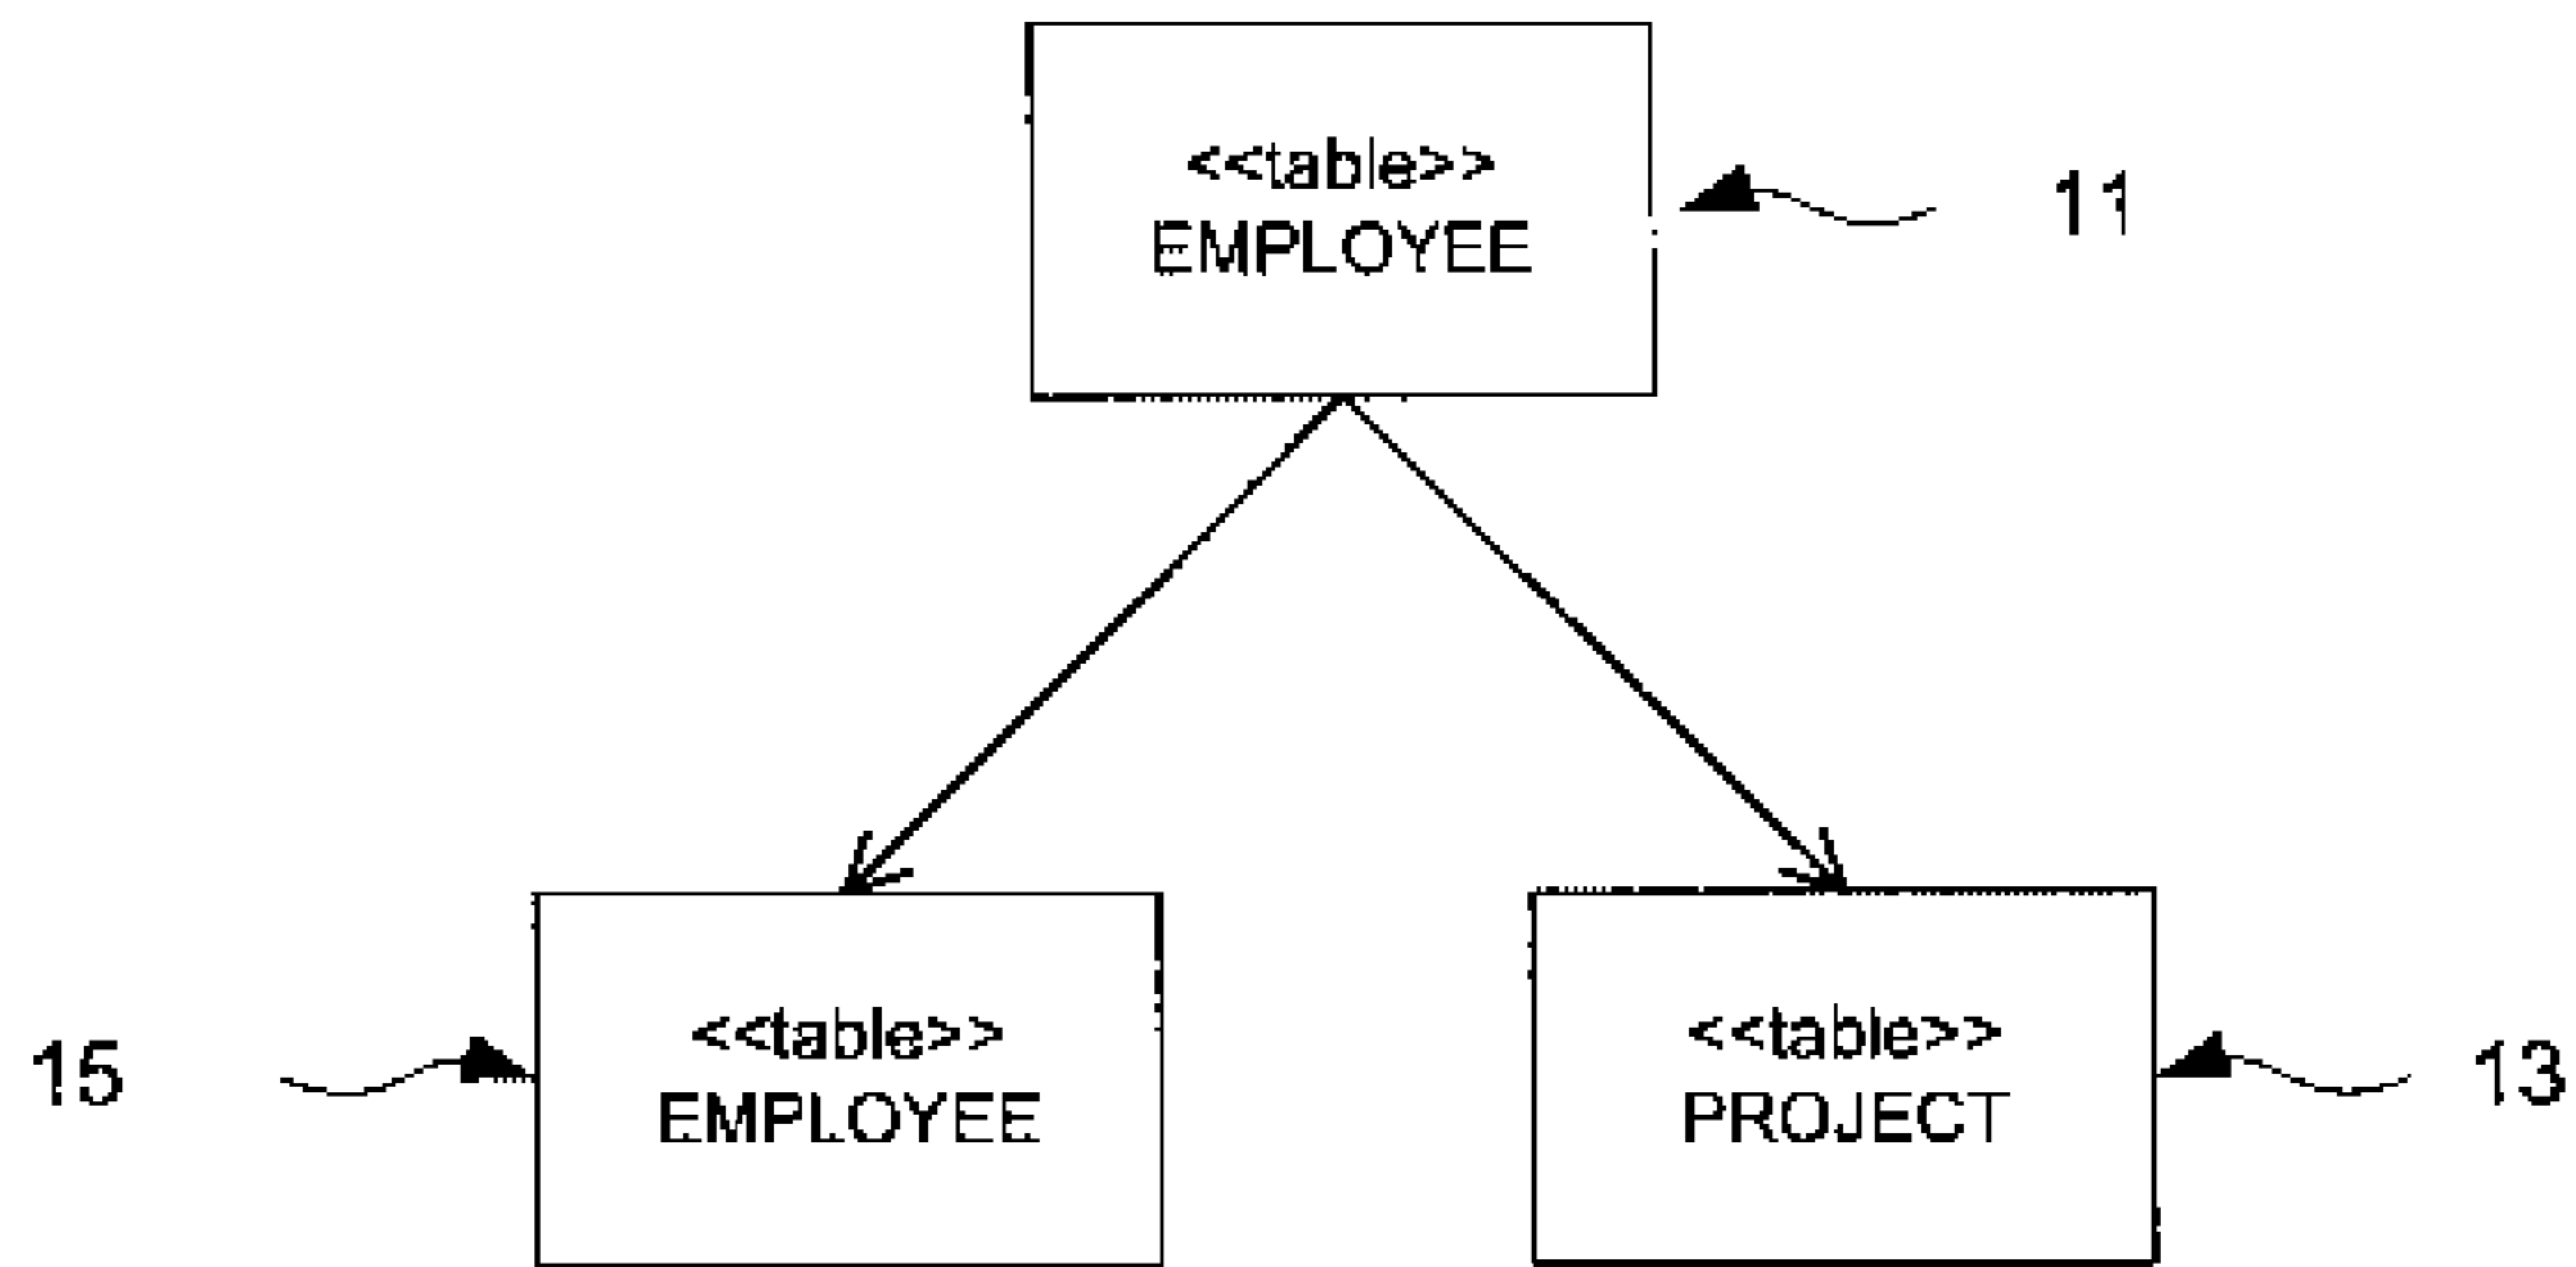 <<table>>
EMPLOYEE
11
<<table>>
EMPLOYEE
15
<<table>>
PROJECT
13